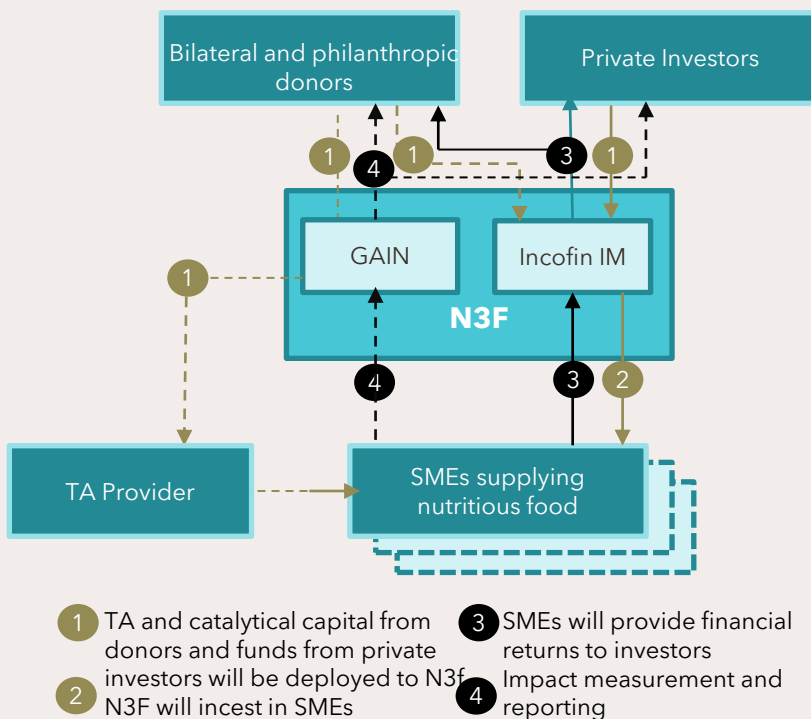 Bilateral and philanthropic
donors
Private Investors
1
1
3
1
4
GAIN
Incofin IM
1
N3F
4
3
2
TA Provider
SMEs supplying
nutritious food
1 TA and catalytical capital from
donors and funds from private
investors will be deployed to N3f
2 N3F will incest in SMEs
3 SMEs will provide financial
returns to investors
4 Impact measurement and
reporting